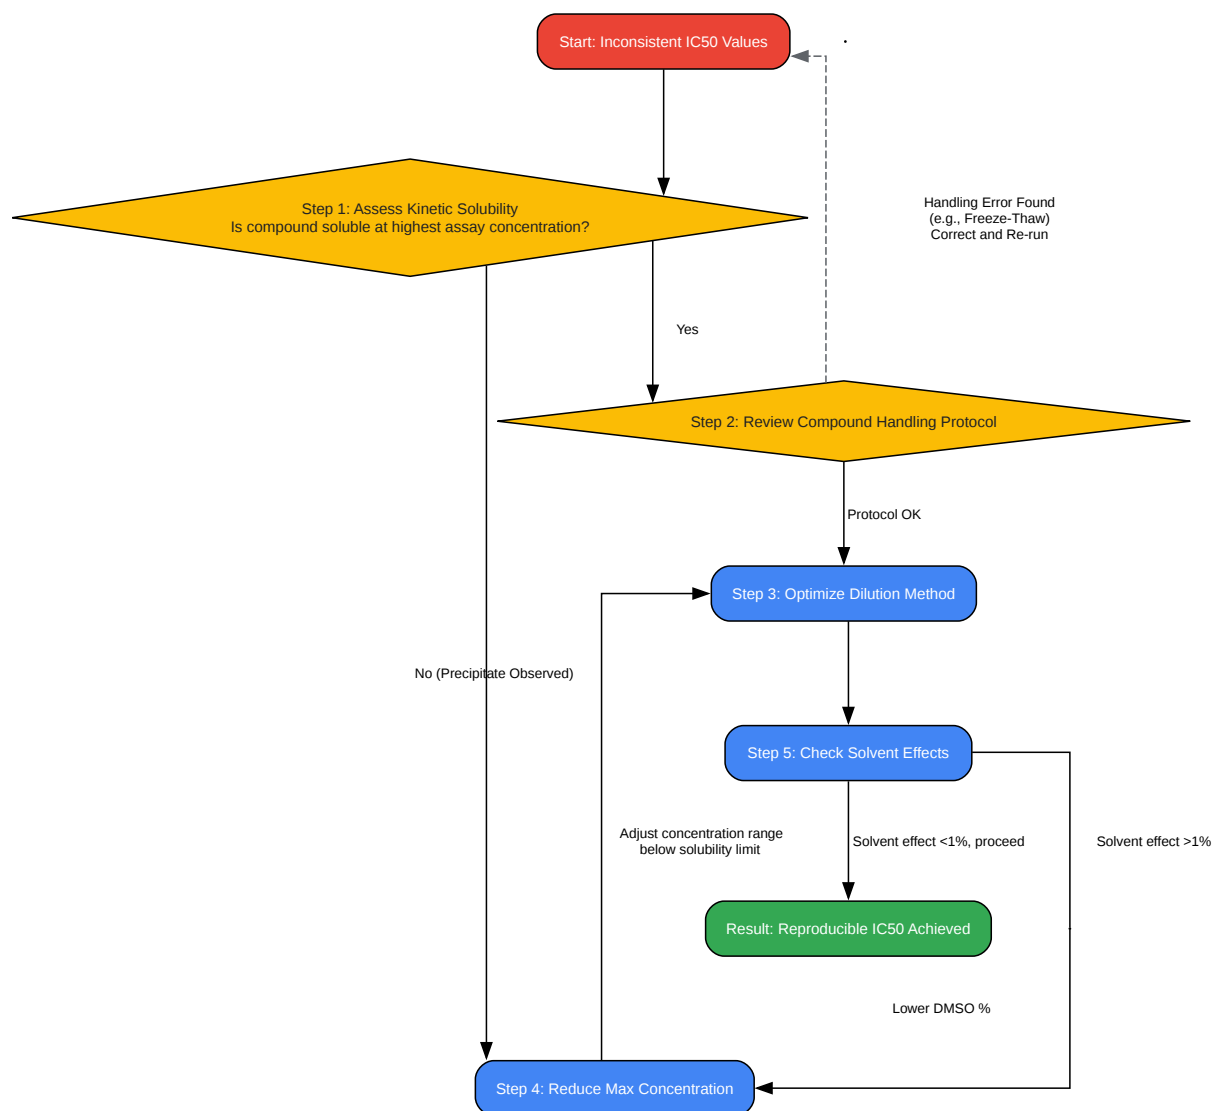 Start: Inconsistent IC50 Values
Handling Error Found
(e.g., Freeze-Thaw)
Correct and Re-run
Step 1: Assess Kinetic Solubility
Is compound soluble at highest assay concentration?
Yes
Step 2: Review Compound Handling Protocol
Protocol OK
Step 3: Optimize Dilution Method
No (Precipitate Observed)
Step 5: Check Solvent Effects
Adjust concentration range
below solubility limit
Solvent effect <1%, proceed
Solvent effect >1%
Result: Reproducible IC50 Achieved
Lower DMSO %
Step 4: Reduce Max Concentration